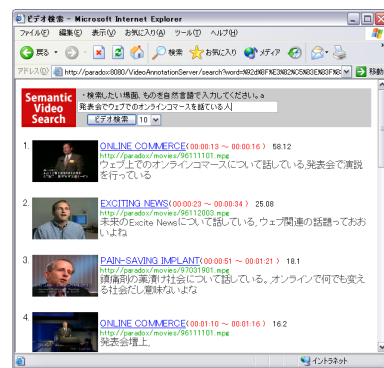 ビデオ検索 - Microsoft Internet Explorer
ファイル(F) 編集(E) 表示(V) お気に入り(A) ツール(T) ヘルプ(H)
戻る 検索 お気に入り メディア
アドレス(D) http://paradox:8080/VideoAnnotationServer/search?word= 移動
Semantic Video Search
・検索したい場面、ものを自然言語で入力してください。a
発表会でウェブでのオンラインコマースを話ている人
ビデオ検索 10
1. ONLINE COMMERCE(00:00:13 ～ 00:00:16 ) 58.12
http://paradox/movies/96111101.mpg
ウェブ上でのオンラインコマースについて話している,発表会で演説
を行っている
2. EXCITING NEWS(00:00:23 ～ 00:00:34 ) 25.08
http://paradox/movies/96112003.mpg
未来のExcite Newsについて話している, ウェブ関連の話題っておお
いよね
3. PAIN-SAVING IMPLANT(00:00:51 ～ 00:01:21 ) 18.1
http://paradox/movies/97031901.mpg
鎮痛剤の薬漬け社会について話している。, オンラインで何でも変え
る社会だし意味ないよな
4. ONLINE COMMERCE(00:01:10 ～ 00:01:16 ) 16.2
http://paradox/movies/96111101.mpg
発表会壇上,
イントラネット